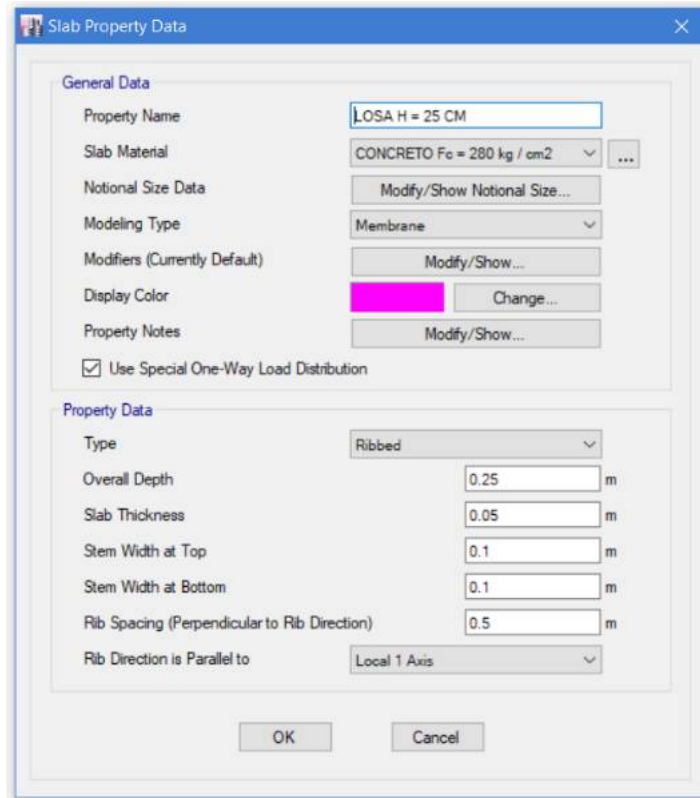 Slab Property Data
General Data
Property Name LOSA H = 25 CM
Slab Material CONCRETO Fc = 280 kg / cm2 ...
Notional Size Data Modify/Show Notional Size...
Modeling Type Membrane
Modifiers (Currently Default) Modify/Show...
Display Color Change...
Property Notes Modify/Show...
Use Special One-Way Load Distribution
Property Data
Type Ribbed
Overall Depth 0.25 m
Slab Thickness 0.05 m
Stem Width at Top 0.1 m
Stem Width at Bottom 0.1 m
Rib Spacing (Perpendicular to Rib Direction) 0.5 m
Rib Direction is Parallel to Local 1 Axis
OK Cancel